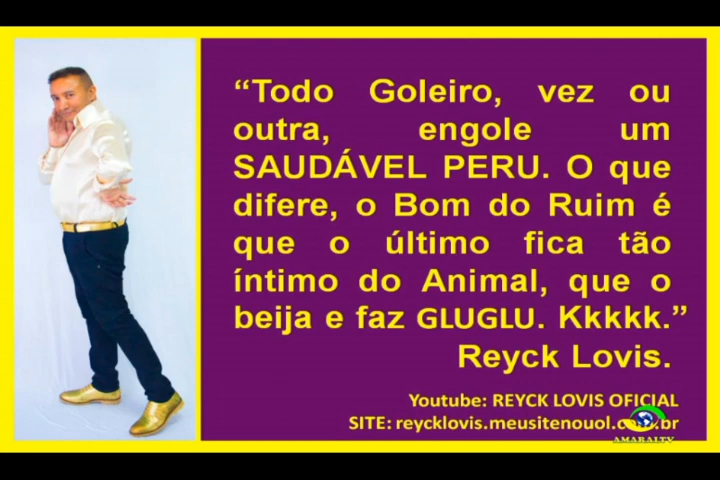 “Todo Goleiro, vez ou
outra, engole um
SAUDÁVEL PERU. O que
difere, o Bom do Ruim é
que o último fica tão
íntimo do Animal, que o
beija e faz GLUGLU. Kkkkk.”
Reyck Lovis.
Youtube: REYCK LOVIS OFICIAL
SITE: reycklovis.meusitenouol.com.br
AMARALTV